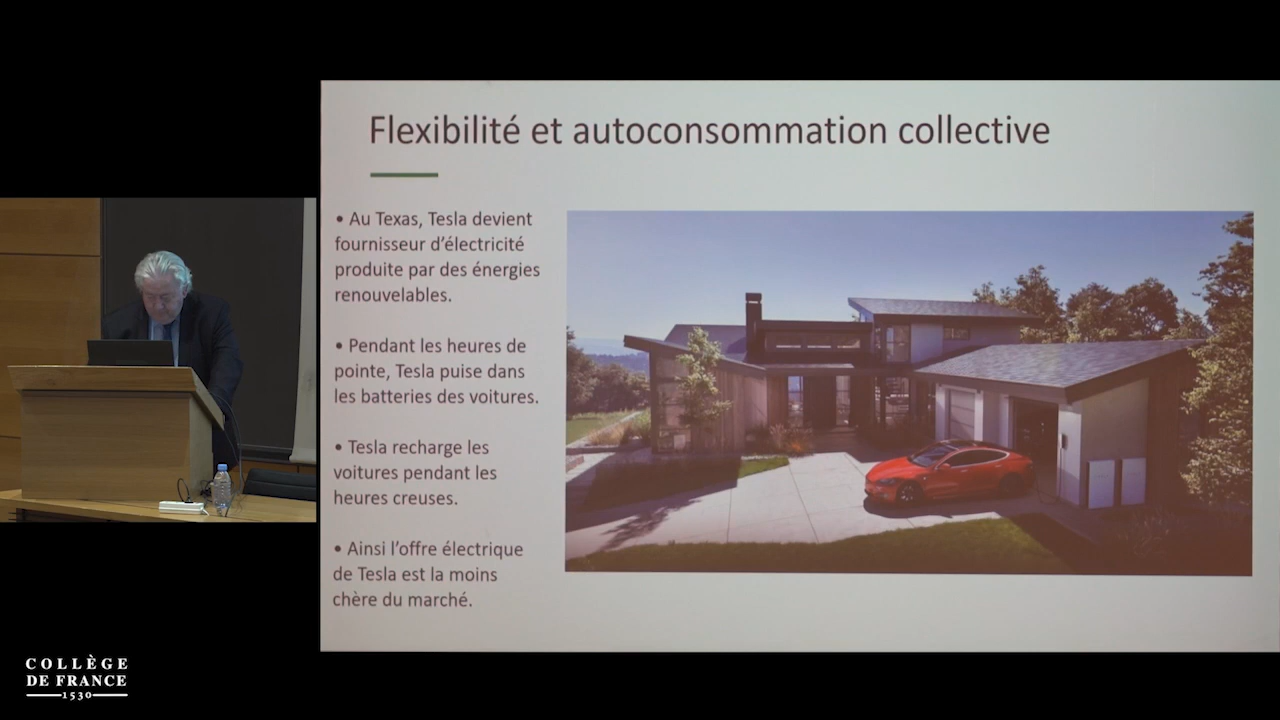 Flexibilité et autoconsommation collective
• Au Texas, Tesla devient
fournisseur d’électricité
produite par des énergies
renouvelables.
• Pendant les heures de
pointe, Tesla puise dans
les batteries des voitures.
• Tesla recharge les
voitures pendant les
heures creuses.
• Ainsi l’offre électrique
de Tesla est la moins
chère du marché.
COLLÈGE
DE FRANCE
1530